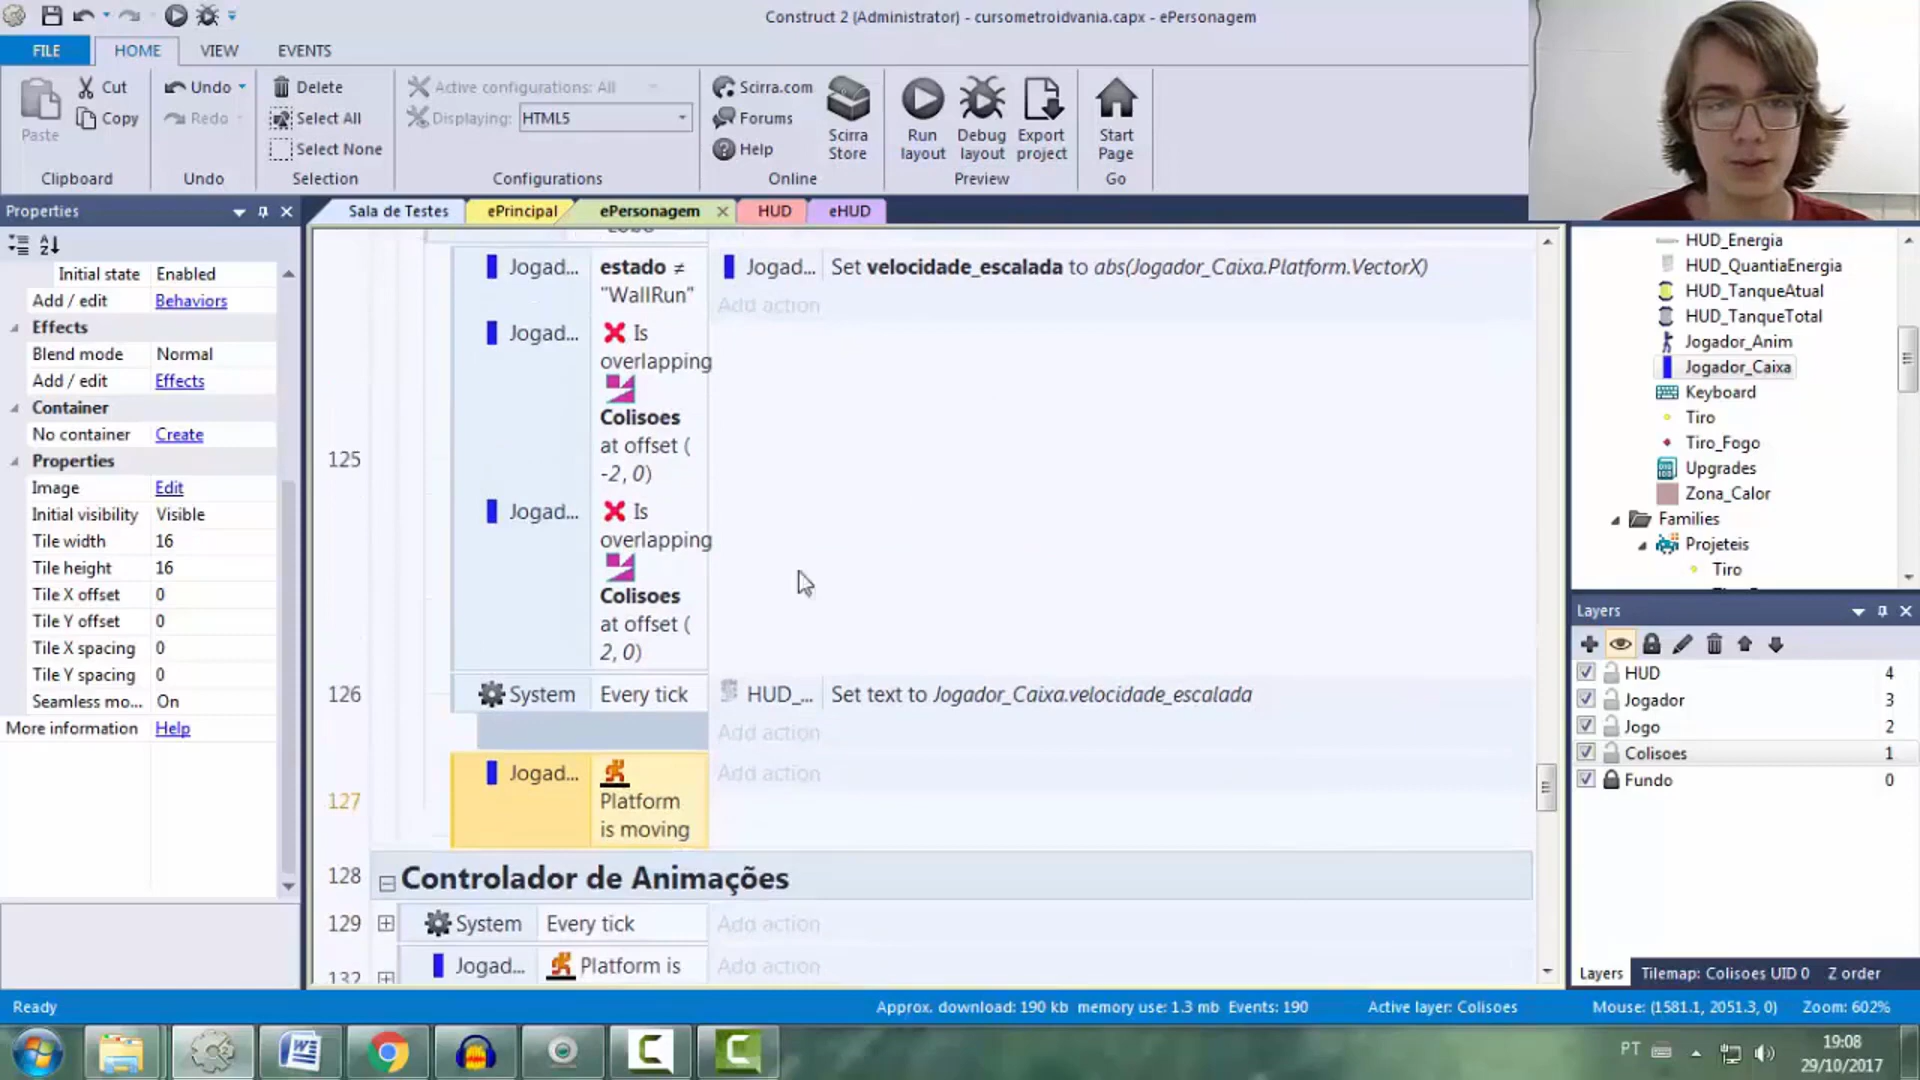 Construct 2 (Administrator) - cursometroidvania.capx - ePersonagem
FILE HOME VIEW EVENTS
Paste
Cut
Copy
Clipboard
Undo
Redo
Undo
Delete
Select All
Select None
Selection
Active configurations: All
Displaying: HTML5
Configurations
Scirra.com
Forums
Help
Scirra Store
Online
Run layout
Debug layout
Export project
Preview
Start Page
Go
Properties
Sala de Testes ePrincipal ePersonagem HUD eHUD
Initial state Enabled
Add / edit Behaviors
Effects
Blend mode Normal
Add / edit Effects
Container
No container Create
Properties
Image Edit
Initial visibility Visible
Tile width 16
Tile height 16
Tile X offset 0
Tile Y offset 0
Tile X spacing 0
Tile Y spacing 0
Seamless mo... On
More information Help
125
Jogad... estado ≠ "WallRun"
Jogad... Set velocidade_escalada to abs(Jogador_Caixa.Platform.VectorX)
Add action
Jogad... Is overlapping
Colisoes
at offset (
-2, 0)
Jogad... Is overlapping
Colisoes
at offset (
2, 0)
126 System Every tick HUD_... Set text to Jogador_Caixa.velocidade_escalada
Add action
127 Jogad... Platform is moving Add action
128 Controlador de Animações
129 System Every tick Add action
132 Jogad... Platform is Add action
HUD_Energia
HUD_QuantiaEnergia
HUD_TanqueAtual
HUD_TanqueTotal
Jogador_Anim
Jogador_Caixa
Keyboard
Tiro
Tiro_Fogo
Upgrades
Zona_Calor
Families
Projeteis
Tiro
Layers
HUD 4
Jogador 3
Jogo 2
Colisoes 1
Fundo 0
Layers Tilemap: Colisoes UID 0 Z order
Ready Approx. download: 190 kb memory use: 1.3 mb Events: 190 Active layer: Colisoes Mouse: (1581.1, 2051.3, 0) Zoom: 602%
PT
19:08
29/10/2017